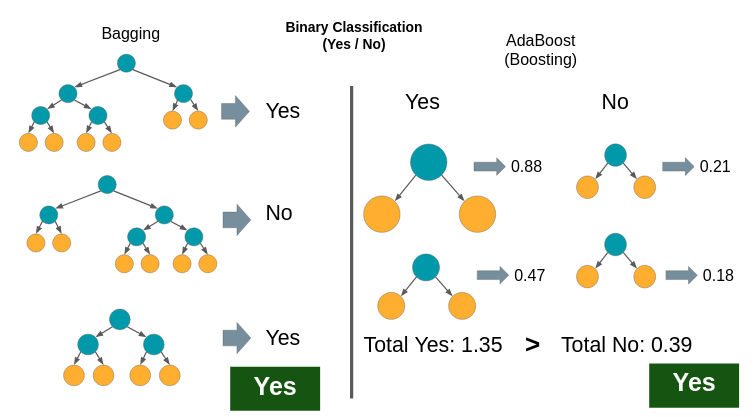 Binary Classification
(Yes / No)
Bagging
Yes
No
Yes
Yes
AdaBoost
(Boosting)
Yes
No
0.88
0.21
0.47
0.18
Total Yes: 1.35 > Total No: 0.39
Yes